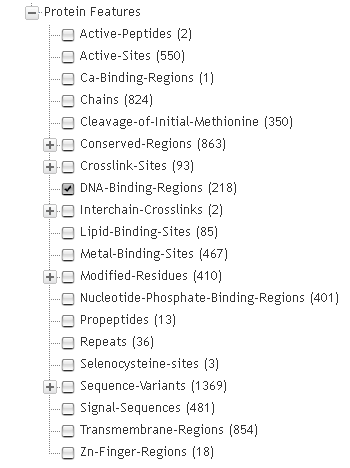 Protein Features
Active-Peptides (2)
Active-Sites (550)
Ca-Binding-Regions (1)
Chains (824)
Cleavage-of-Initial-Methionine (350)
Conserved-Regions (863)
Crosslink-Sites (93)
DNA-Binding-Regions (218)
Interchain-Crosslinks (2)
Lipid-Binding-Sites (85)
Metal-Binding-Sites (467)
Modified-Residues (410)
Nucleotide-Phosphate-Binding-Regions (401)
Propeptides (13)
Repeats (36)
Selenocysteine-sites (3)
Sequence-Variants (1369)
Signal-Sequences (481)
Transmembrane-Regions (854)
Zn-Finger-Regions (18)